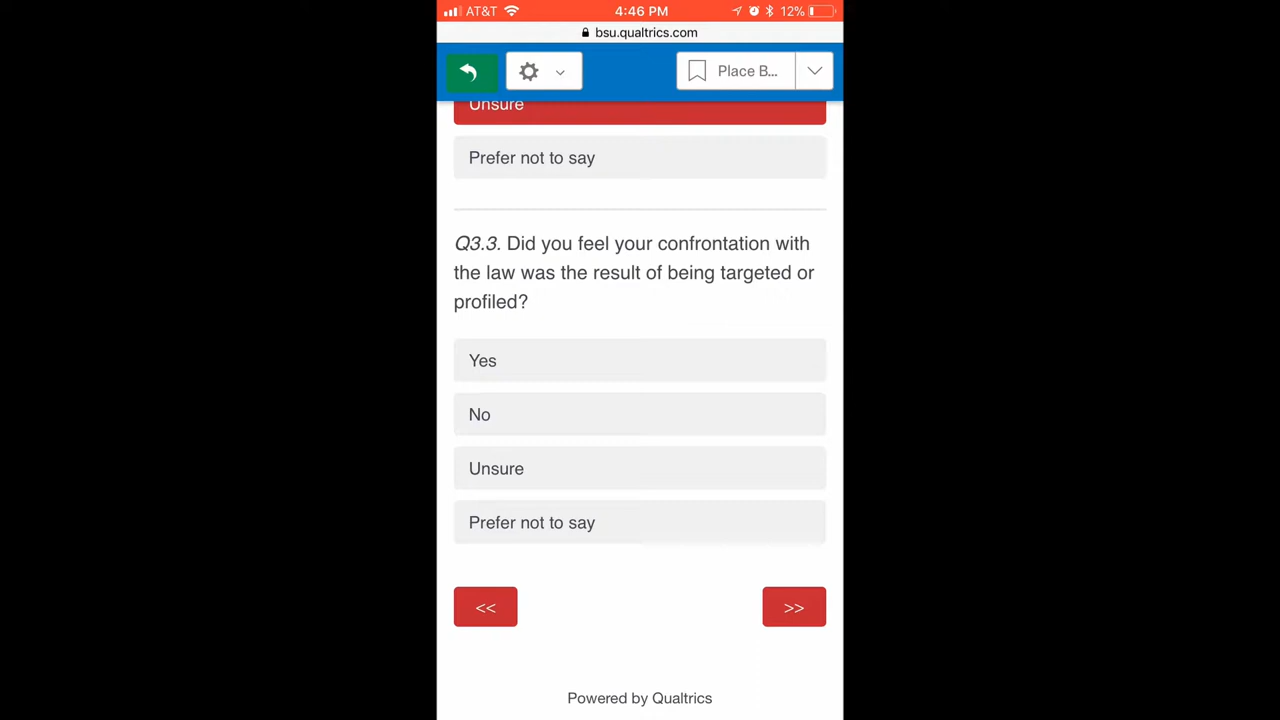 AT&T 4:46 PM 12%
bsu.qualtrics.com
Place B...
Unsure
Prefer not to say
Q3.3. Did you feel your confrontation with
the law was the result of being targeted or
profiled?
Yes
No
Unsure
Prefer not to say
<< >>
Powered by Qualtrics